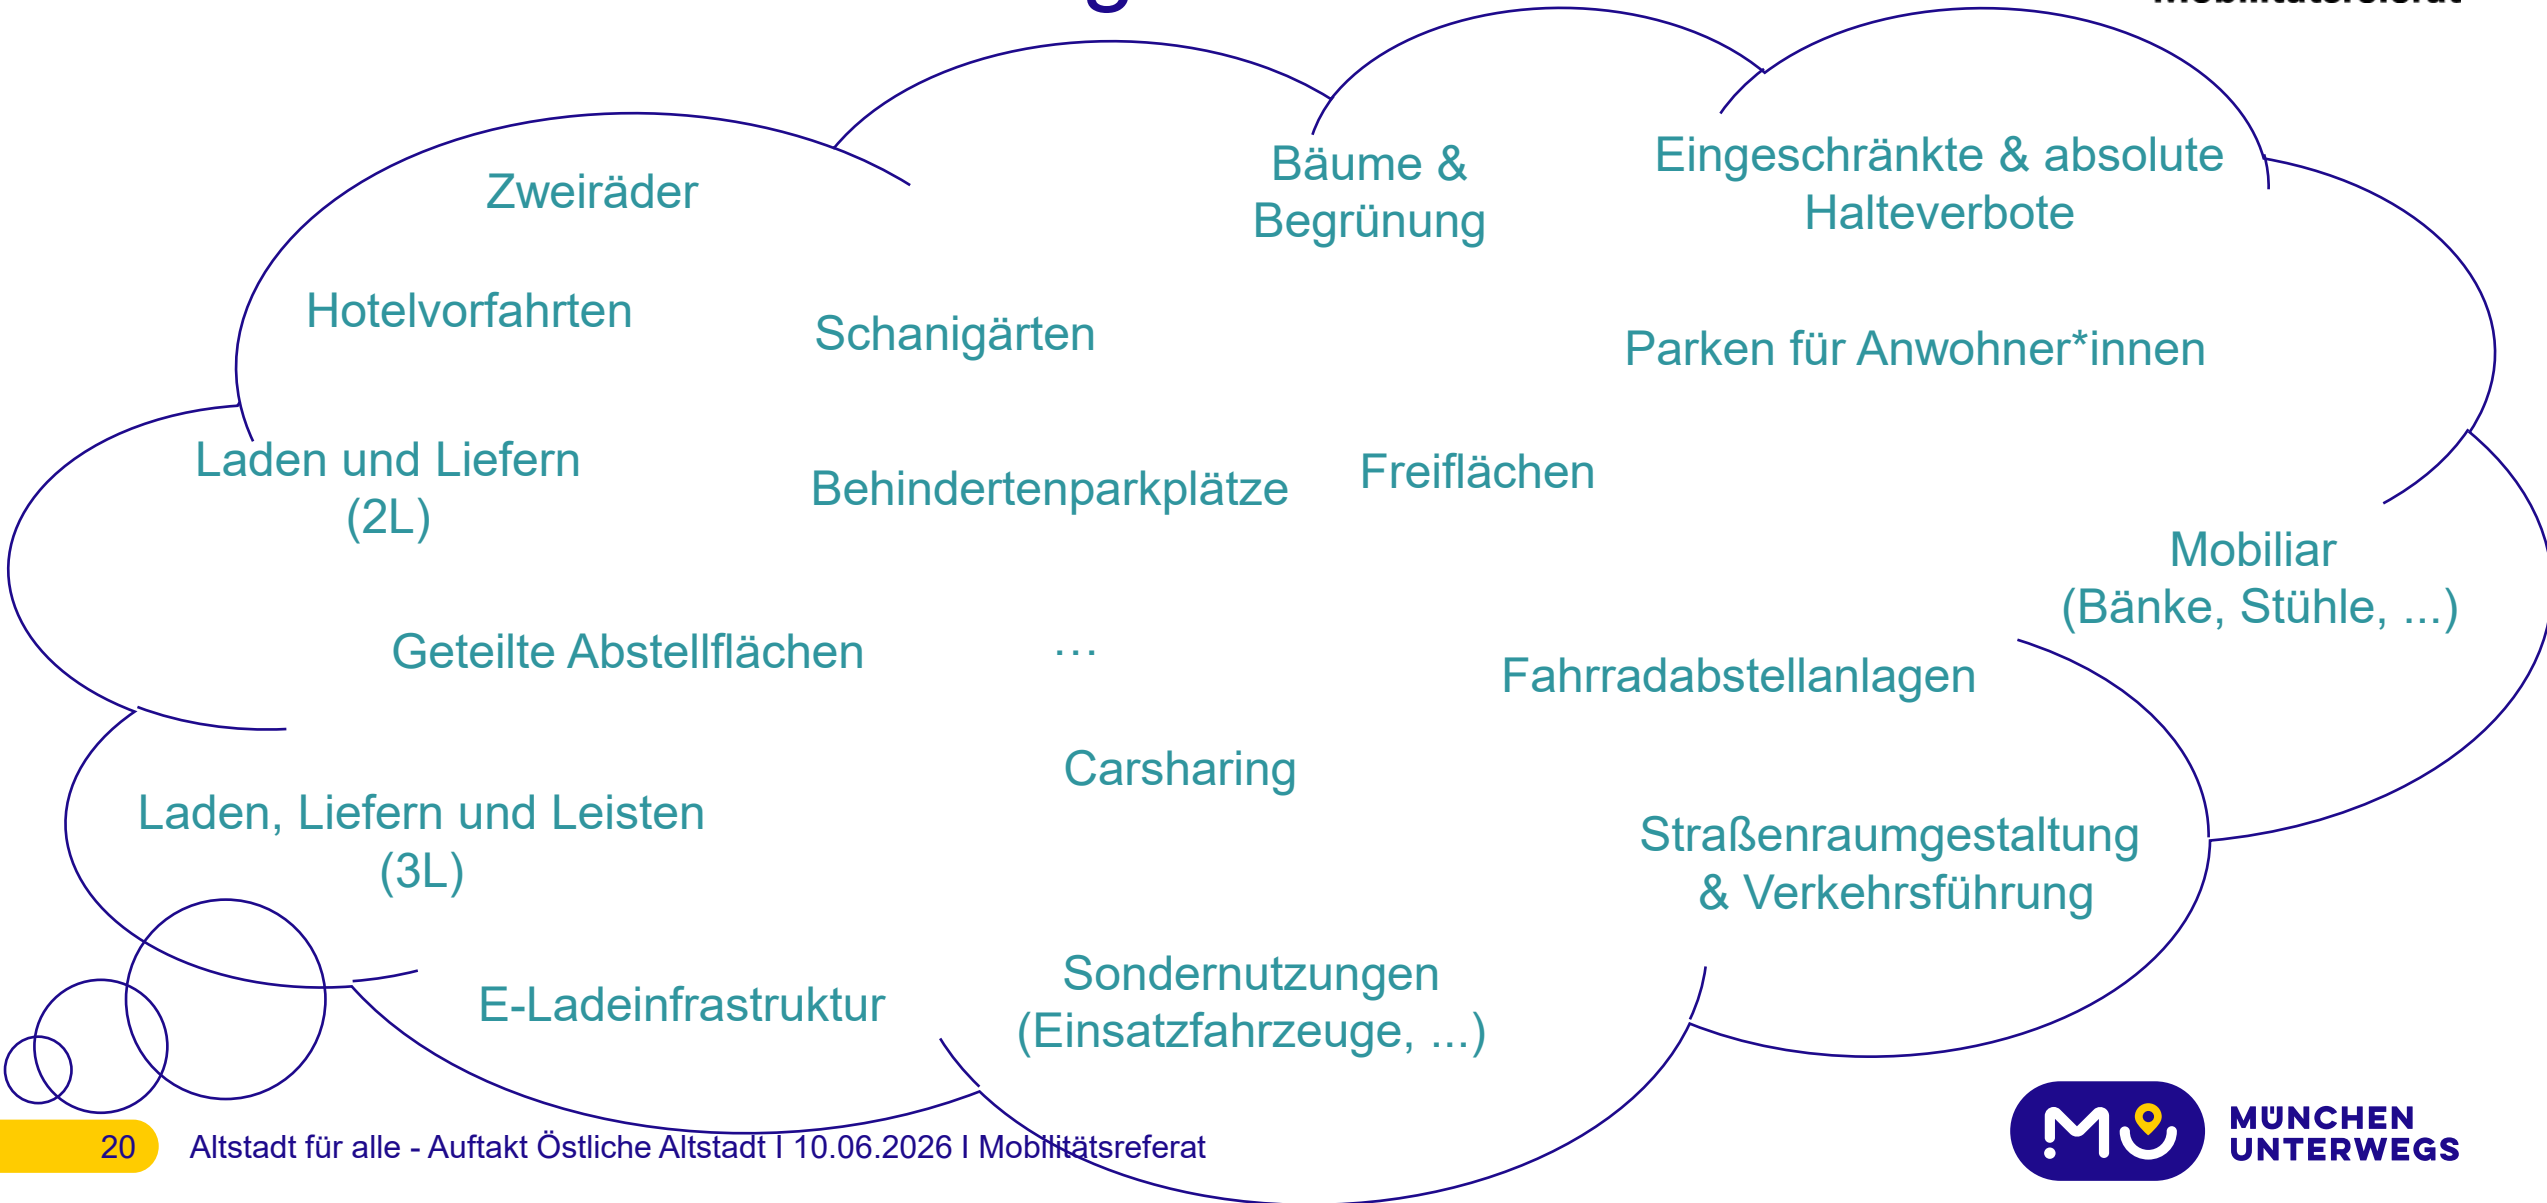 Mobilitätsreferat
Zweiräder
Bäume &
Begrünung
Eingeschränkte & absolute
Halteverbote
Hotelvorfahrten
Schanigärten
Parken für Anwohner*innen
Laden und Liefern
(2L)
Behindertenparkplätze
Freiflächen
Mobiliar
(Bänke, Stühle, ...)
Geteilte Abstellflächen
...
Fahrradabstellanlagen
Carsharing
Laden, Liefern und Leisten
(3L)
Straßenraumgestaltung
& Verkehrsführung
E-Ladeinfrastruktur
Sondernutzungen
(Einsatzfahrzeuge, ...)
20
Altstadt für alle - Auftakt Östliche Altstadt I 10.06.2026 I Mobilitätsreferat
MÜNCHEN
UNTERWEGS